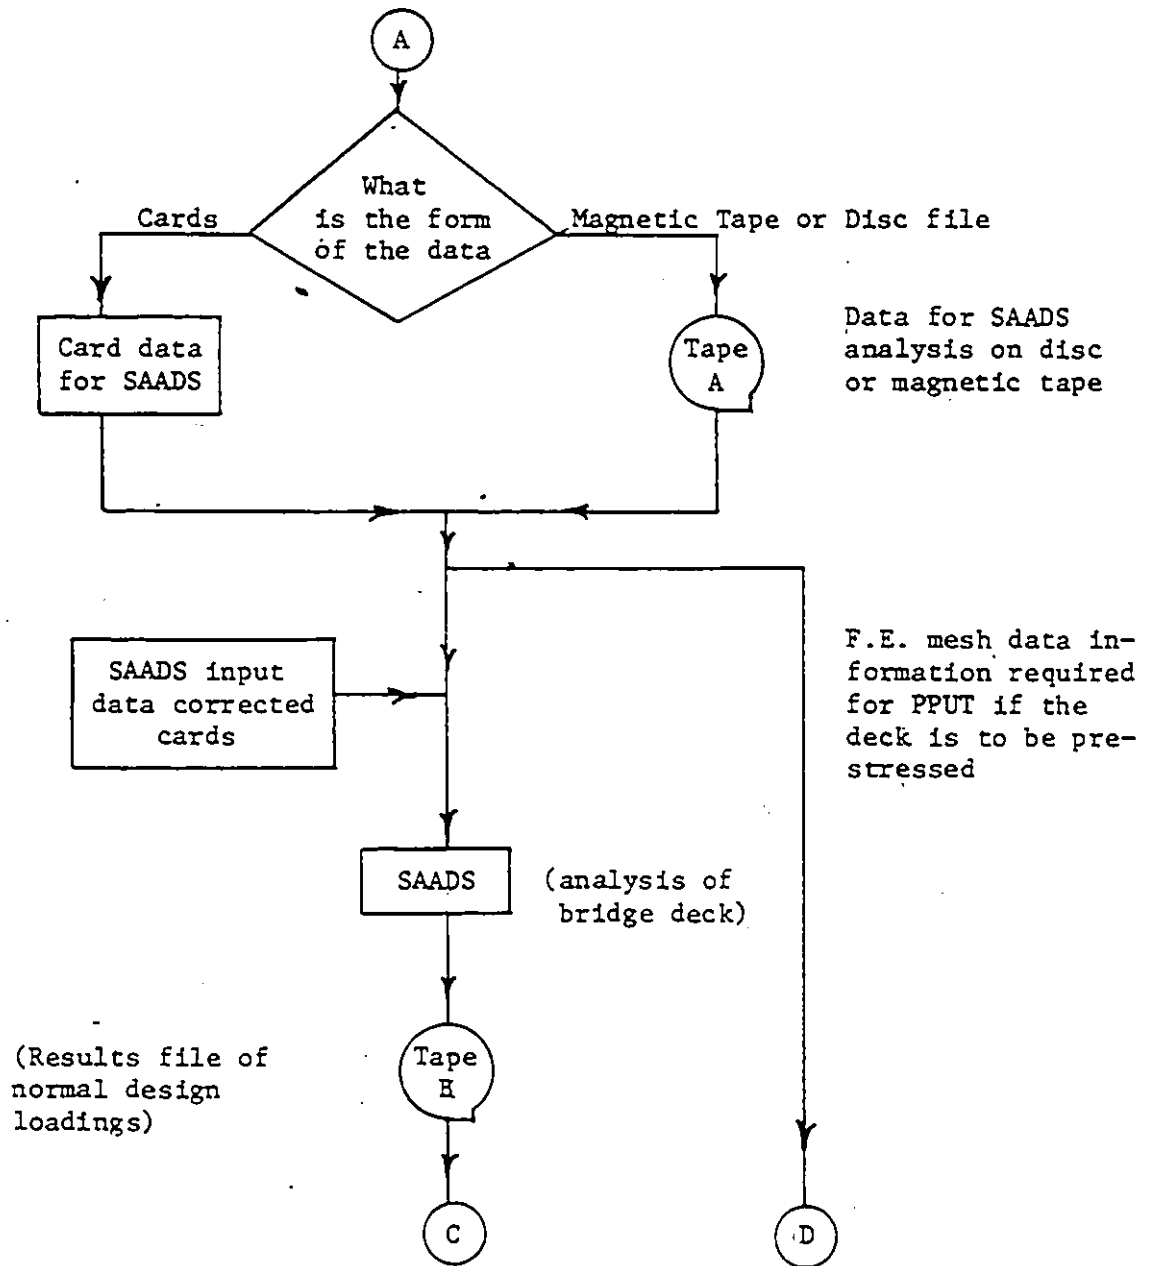 A
What
is the form
of the data
Cards
Magnetic Tape or Disc file
Card data
for SAADS
Tape
A
Data for SAADS
analysis on disc
or magnetic tape
SAADS input
data corrected
cards
F.E. mesh data in-
formation required
for PPUT if the
deck is to be pre-
stressed
SAADS
(analysis of
bridge deck)
(Results file of
normal design
loadings)
Tape
C
D